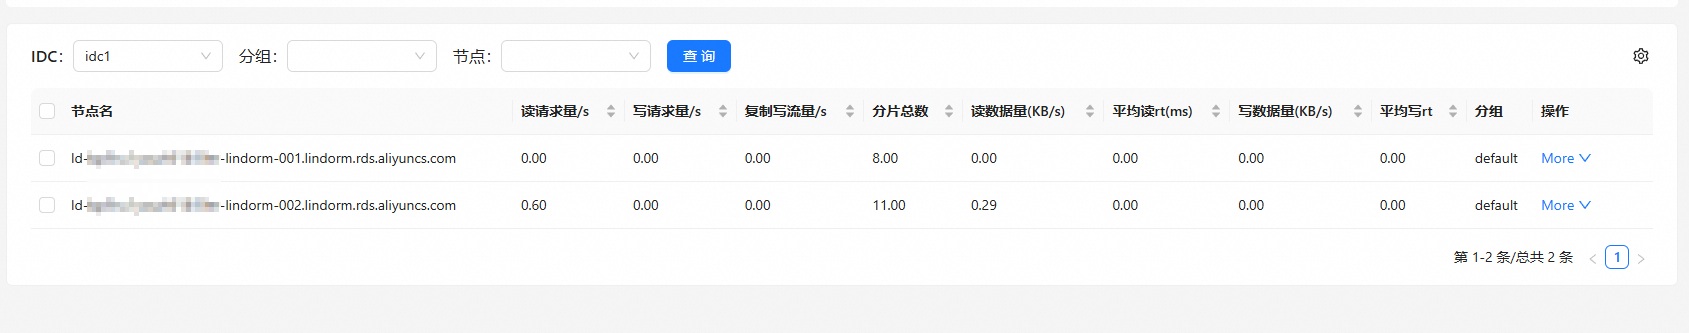 IDC: idc1 分组: 节点: 查 询
节点名 读请求量/s 写请求量/s 复制写流量/s 分片总数 读数据量(KB/s) 平均读rt(ms) 写数据量(KB/s) 平均写rt 分组 操作
ld- -lindorm-001.lindorm.rds.aliyuncs.com 0.00 0.00 0.00 8.00 0.00 0.00 0.00 0.00 default More
ld- -lindorm-002.lindorm.rds.aliyuncs.com 0.60 0.00 0.00 11.00 0.29 0.00 0.00 0.00 default More
第 1-2 条/总共 2 条 < 1 >